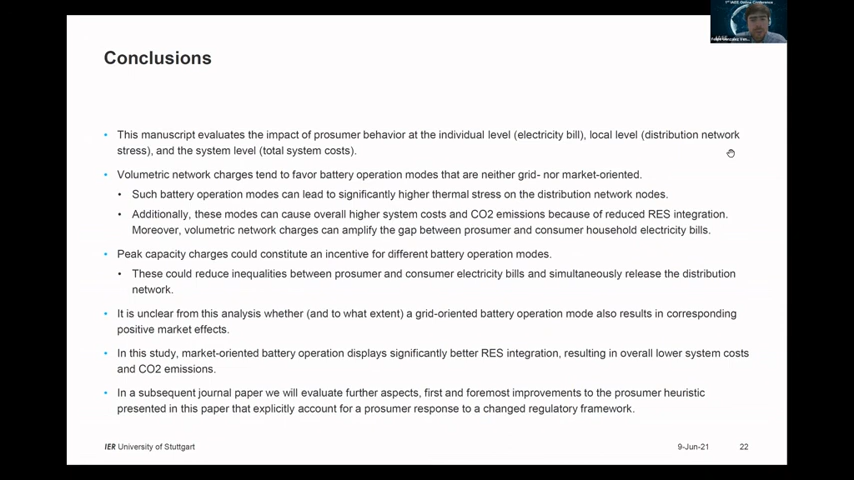 1st IAEE Online Conference
Conclusions
This manuscript evaluates the impact of prosumer behavior at the individual level (electricity bill), local level (distribution network
stress), and the system level (total system costs).
Volumetric network charges tend to favor battery operation modes that are neither grid- nor market-oriented.
Such battery operation modes can lead to significantly higher thermal stress on the distribution network nodes.
Additionally, these modes can cause overall higher system costs and CO2 emissions because of reduced RES integration.
Moreover, volumetric network charges can amplify the gap between prosumer and consumer household electricity bills.
Peak capacity charges could constitute an incentive for different battery operation modes.
These could reduce inequalities between prosumer and consumer electricity bills and simultaneously release the distribution
network.
It is unclear from this analysis whether (and to what extent) a grid-oriented battery operation mode also results in corresponding
positive market effects.
In this study, market-oriented battery operation displays significantly better RES integration, resulting in overall lower system costs
and CO2 emissions.
In a subsequent journal paper we will evaluate further aspects, first and foremost improvements to the prosumer heuristic
presented in this paper that explicitly account for a prosumer response to a changed regulatory framework.
IER University of Stuttgart
9-Jun-21
22